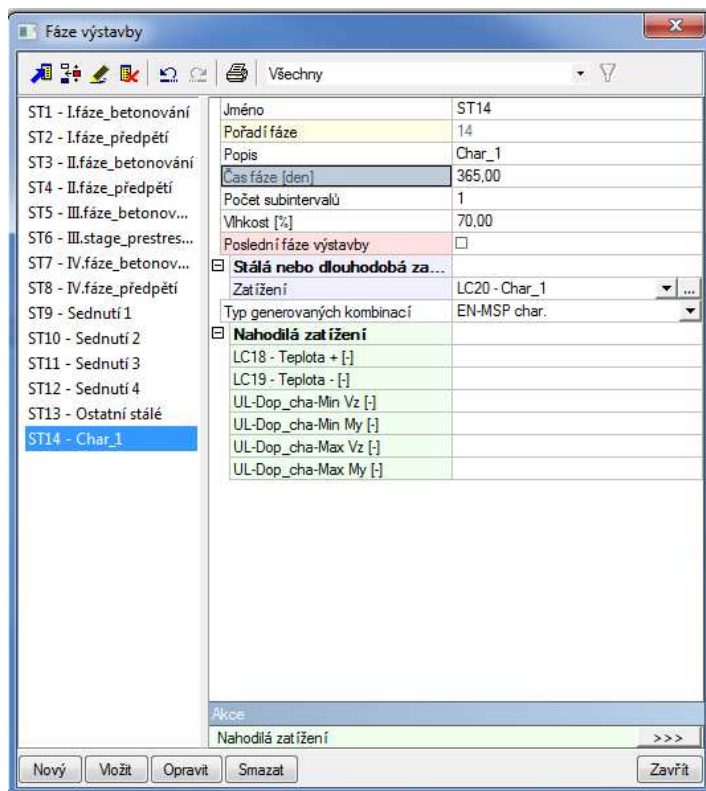 Fáze výstavby
Všechny
ST1 - I.fáze_betonování
ST2 - I.fáze_předpětí
ST3 - II.fáze_betonování
ST4 - II.fáze_předpětí
ST5 - III.fáze_betonov...
ST6 - III.stage_prestres...
ST7 - IV.fáze_betonov...
ST8 - IV.fáze_předpětí
ST9 - Sednutí 1
ST10 - Sednutí 2
ST11 - Sednutí 3
ST12 - Sednutí 4
ST13 - Ostatní stálé
ST14 - Char_1
Jméno ST14
Pořadí fáze 14
Popis Char_1
Čas fáze [den] 365,00
Počet subintervalů 1
Vlhkost [%] 70,00
Poslední fáze výstavby
Stálá nebo dlouhodobá za...
Zatížení LC20 - Char_1 ...
Typ generovaných kombinací EN-MSP char.
Nahodilá zatížení
LC18 - Teplota + [-]
LC19 - Teplota - [-]
UL-Dop_cha-Min Vz [-]
UL-Dop_cha-Min My [-]
UL-Dop_cha-Max Vz [-]
UL-Dop_cha-Max My [-]
Akce
Nahodilá zatížení >>>
Nový Vložit Opravit Smazat Zavřít